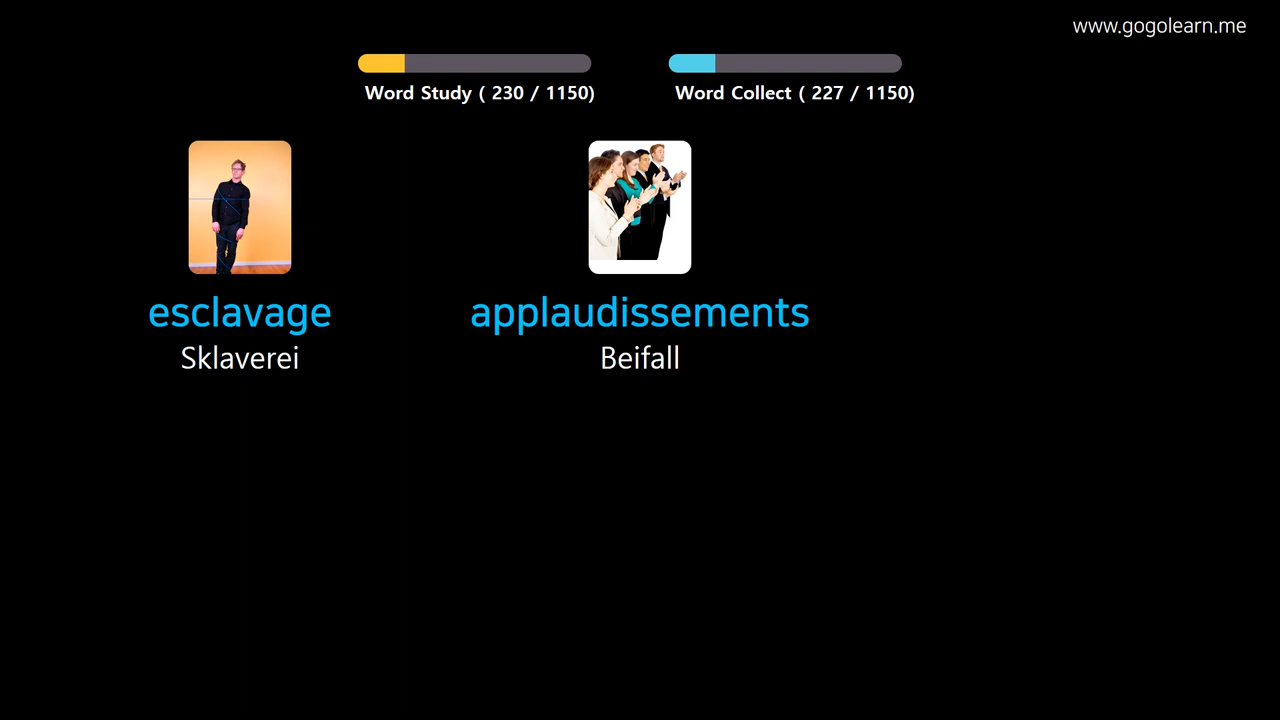 www.gogolearn.me
Word Study ( 230 / 1150)
Word Collect ( 227 / 1150)
esclavage
Sklaverei
applaudissements
Beifall